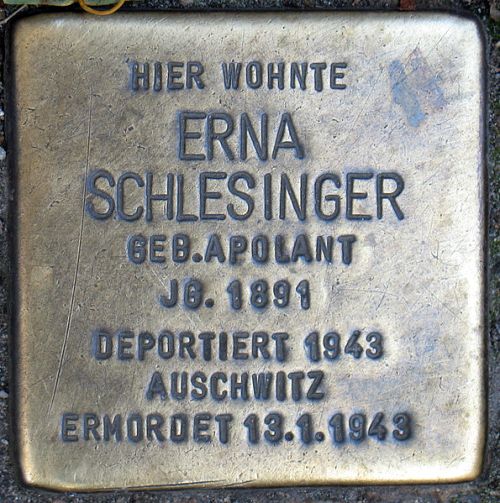 HIER WOHNTE
ERNA
SCHLESINGER
GEB.APOLANT
JG. 1891
DEPORTIERT 1943
AUSCHWITZ
ERMORDET 13.1.1943